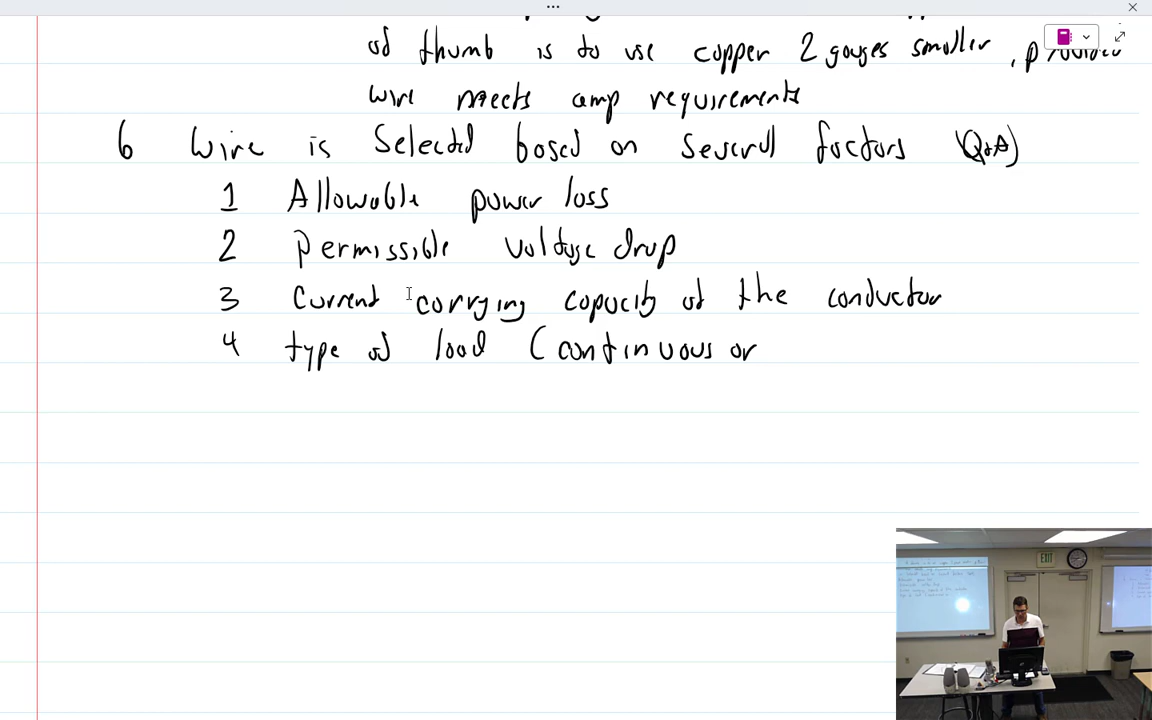 of thumb is to use copper 2 gauges smaller, provided
wire meets amp requirements
6 Wire is Selected based on Several factors (Q&A)
1 Allowable power loss
2 Permissible voltage drop
3 Current carrying capacity of the conductor
4 type of load (continuous or
EXIT